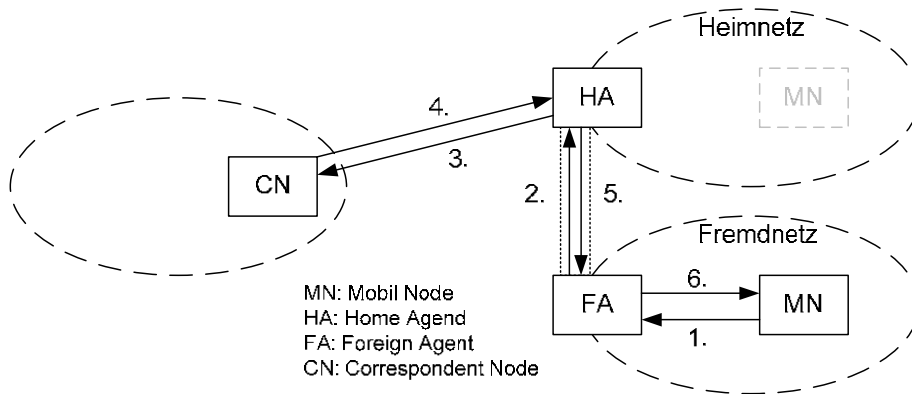 Heimnetz
HA
MN
4.
3.
CN
2.
5.
Fremdnetz
MN: Mobil Node
HA: Home Agend
FA: Foreign Agent
CN: Correspondent Node
FA
6.
1.
MN